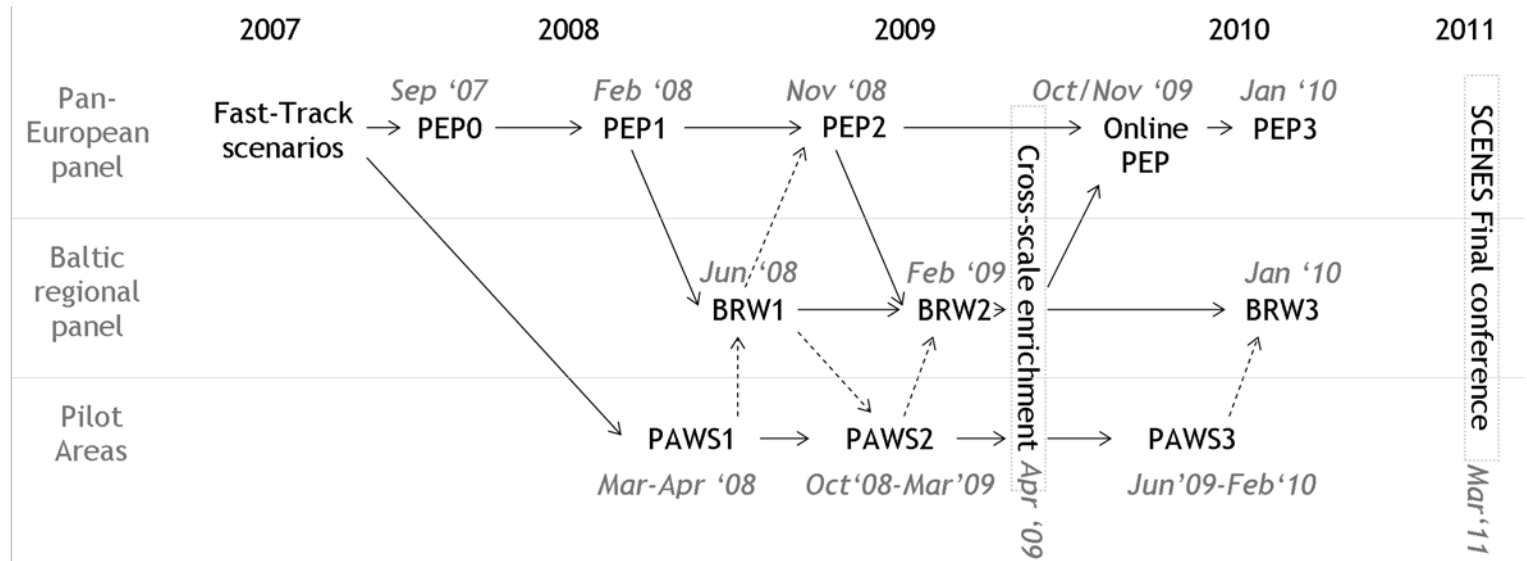 2007 2008 2009 2010 2011
Pan-
European
panel
Sep ‘07 Feb ‘08 Nov ‘08 Oct/Nov ‘09 Jan ‘10
Fast-Track
scenarios
PEP0 PEP1 PEP2 Online
PEP
PEP3
Baltic
regional
panel
Jun ‘08 Feb ‘09 Jan ‘10
BRW1 BRW2 BRW3
Pilot
Areas
PAWS1 PAWS2 PAWS3
Mar-Apr ‘08 Oct‘08-Mar’09 Jun’09-Feb‘10
Cross-scale enrichment Apr ‘09
SCENES Final conference Mar‘11